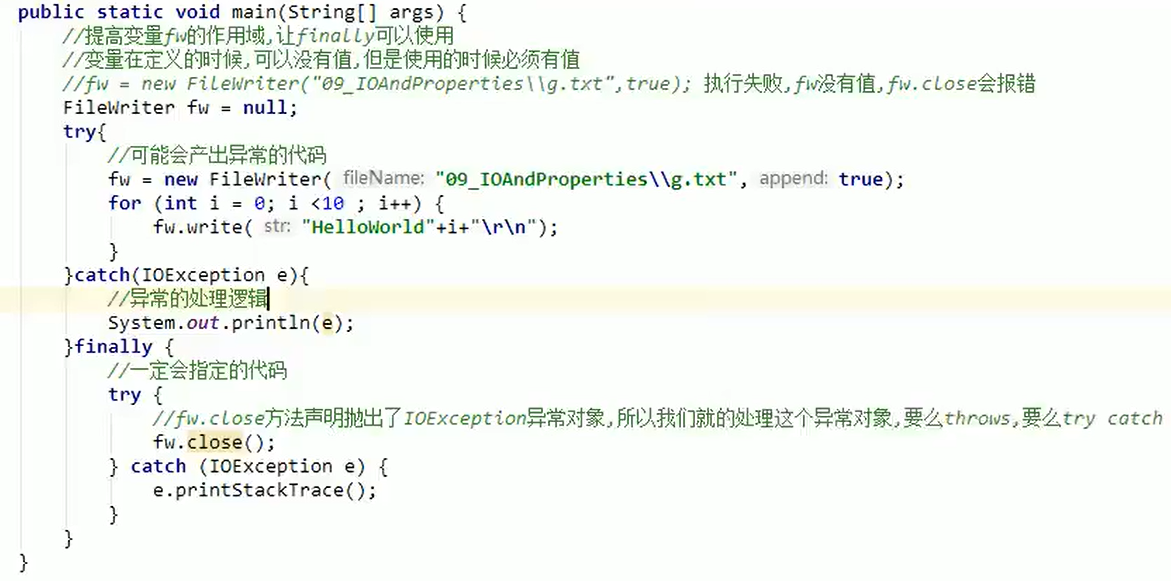 public static void main(String[] args) {
//提高变量fw的作用域,让finally可以使用
//变量在定义的时候,可以没有值,但是使用的时候必须有值
//fw = new FileWriter("09_IOAndProperties\\g.txt",true); 执行失败,fw没有值,fw.close会报错
FileWriter fw = null;
try{
//可能会产出异常的代码
fw = new FileWriter( fileName: "09_IOAndProperties\\g.txt", append: true);
for (int i = 0; i <10 ; i++) {
fw.write( str: "HelloWorld"+i+"\r\n");
}
}catch(IOException e){
//异常的处理逻辑
System.out.println(e);
}finally {
//一定会指定的代码
try {
//fw.close方法声明抛出了IOException异常对象,所以我们就的处理这个异常对象,要么throws,要么try catch
fw.close();
} catch (IOException e) {
e.printStackTrace();
}
}
}